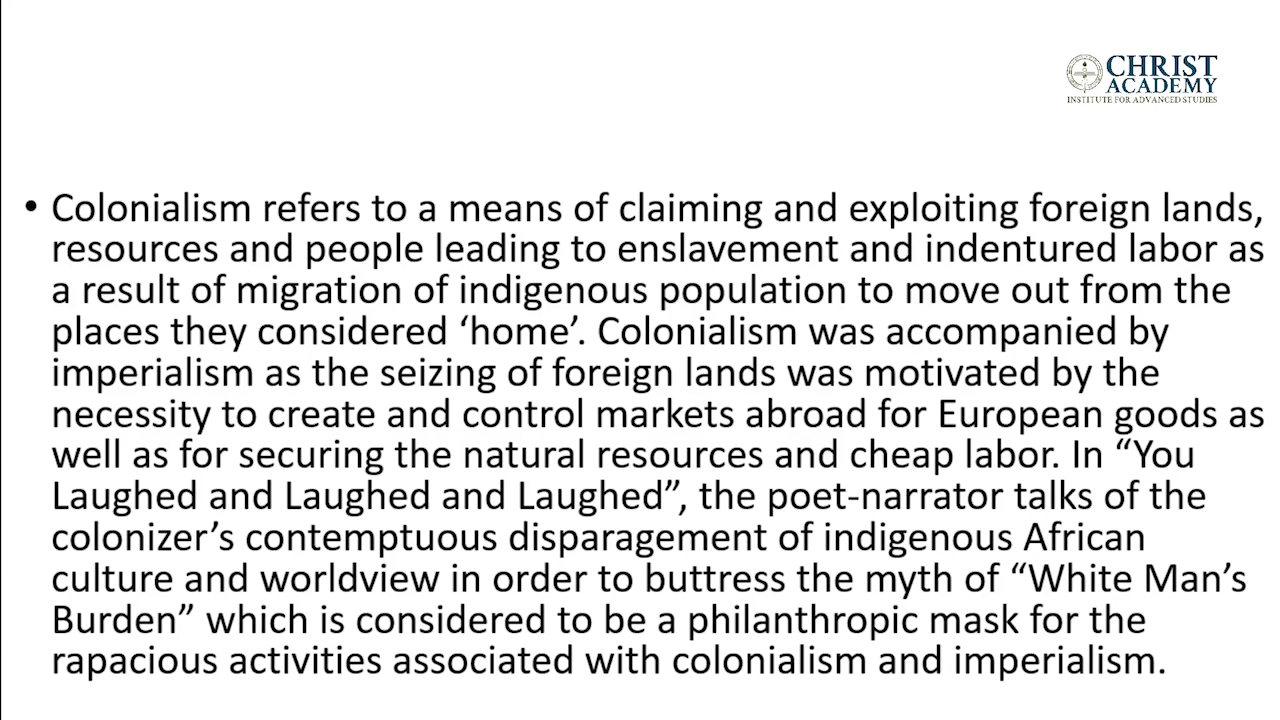 CHRIST
ACADEMY
INSTITUTE FOR ADVANCED STUDIES
• Colonialism refers to a means of claiming and exploiting foreign lands,
resources and people leading to enslavement and indentured labor as
a result of migration of indigenous population to move out from the
places they considered ‘home’. Colonialism was accompanied by
imperialism as the seizing of foreign lands was motivated by the
necessity to create and control markets abroad for European goods as
well as for securing the natural resources and cheap labor. In “You
Laughed and Laughed and Laughed”, the poet-narrator talks of the
colonizer’s contemptuous disparagement of indigenous African
culture and worldview in order to buttress the myth of “White Man’s
Burden” which is considered to be a philanthropic mask for the
rapacious activities associated with colonialism and imperialism.